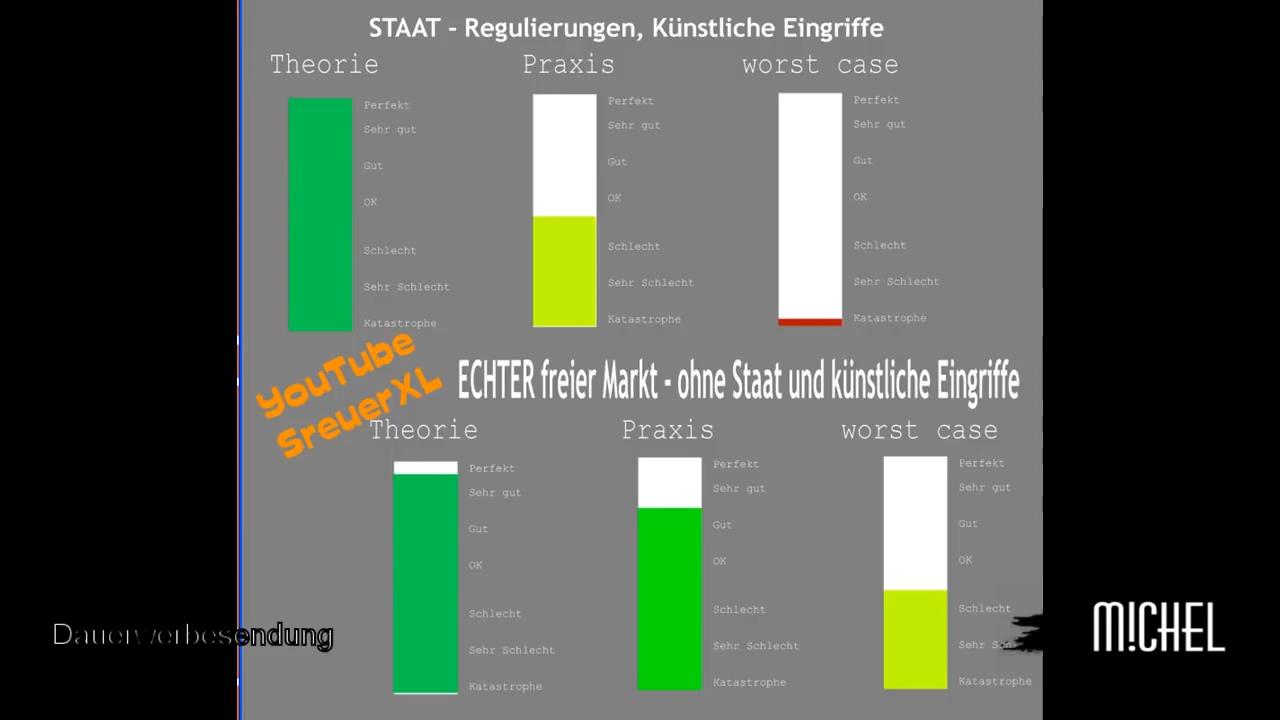 STAAT - Regulierungen, Künstliche Eingriffe
Theorie
Perfekt
Sehr gut
Gut
OK
Schlecht
Sehr Schlecht
Katastrophe
Praxis
Perfekt
Sehr gut
Gut
OK
Schlecht
Sehr Schlecht
Katastrophe
worst case
Perfekt
Sehr gut
Gut
OK
Schlecht
Sehr Schlecht
Katastrophe
YouTube
SreuerXL
ECHTER freier Markt - ohne Staat und künstliche Eingriffe
Theorie
Perfekt
Sehr gut
Gut
OK
Schlecht
Sehr Schlecht
Katastrophe
Praxis
Perfekt
Sehr gut
Gut
OK
Schlecht
Sehr Schlecht
Katastrophe
worst case
Perfekt
Sehr gut
Gut
OK
Schlecht
Sehr
Katastrophe
Dauerwerbesendung
M!CHEL